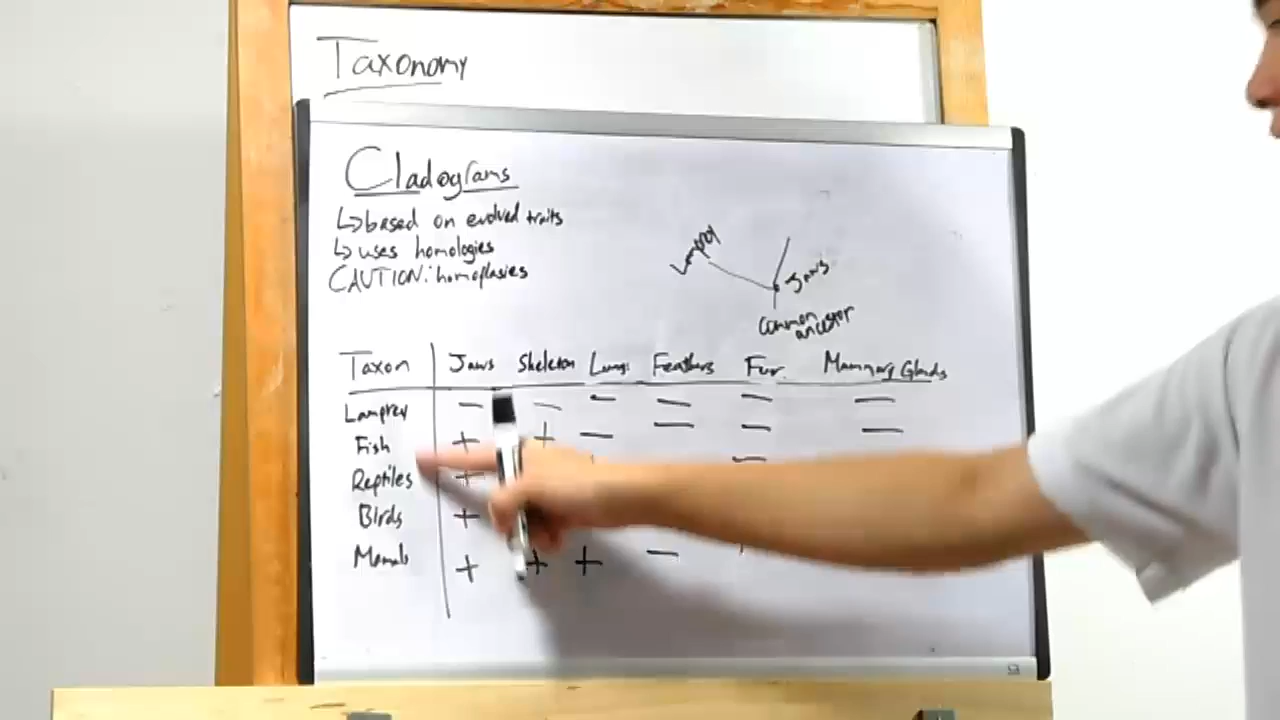 Taxonomy
Cladograms
↳based on evolved traits
↳uses homologies
CAUTION: homoplasies
Lamprey
Jaws
Common
ancestor
Taxon Jaws Skeleton Lungs Feathers Fur Mammary Glands
Lamprey - - - - - -
Fish + + - - - -
Reptiles + -
Birds +
Mamals + + + -